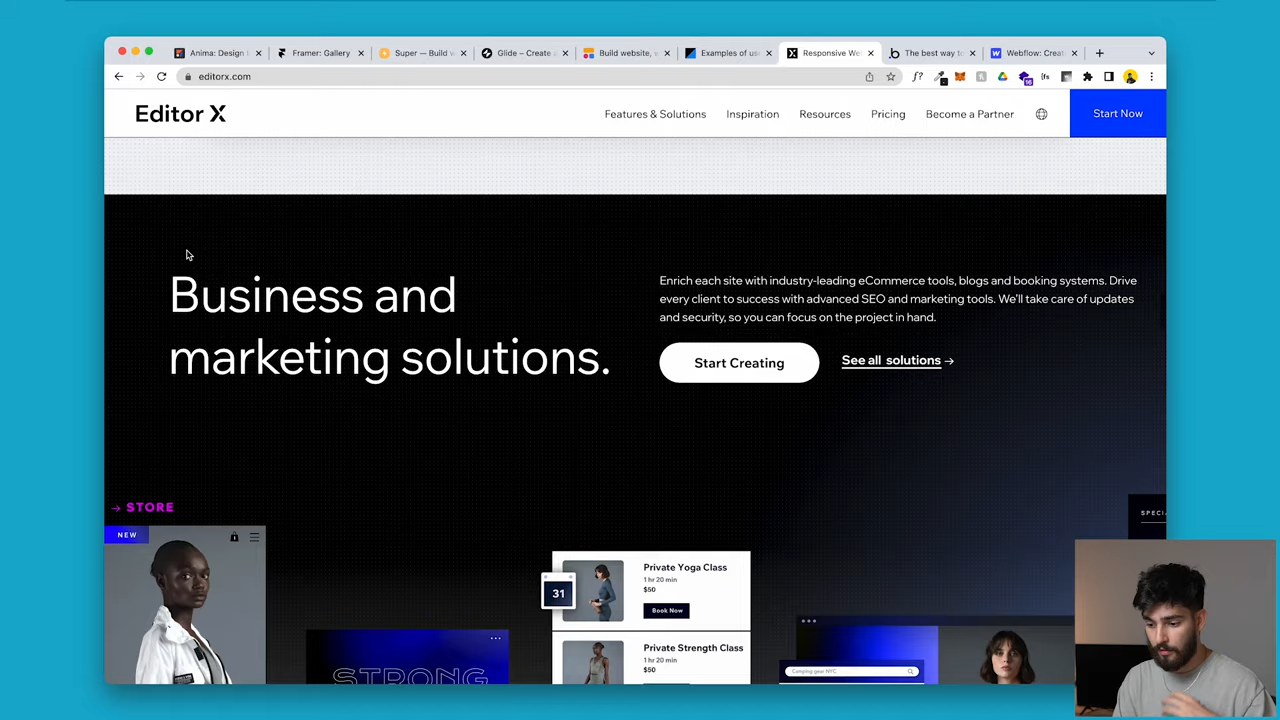 Anima: Design t
Framer: Gallery
Super — Build w
Glide – Create a
Build website, v
Examples of use
Responsive We
The best way to
Webflow: Creat
editorx.com
f?
16
Editor X
Features & Solutions
Inspiration
Resources
Pricing
Become a Partner
Start Now
Business and
marketing solutions.
Enrich each site with industry-leading eCommerce tools, blogs and booking systems. Drive
every client to success with advanced SEO and marketing tools. We'll take care of updates
and security, so you can focus on the project in hand.
Start Creating
See all solutions →
→ STORE
NEW
31
Private Yoga Class
1 hr 20 min
$50
Book Now
Private Strength Class
1 hr 20 min
$50
STRONG
Camping gear NYC
SPECIA